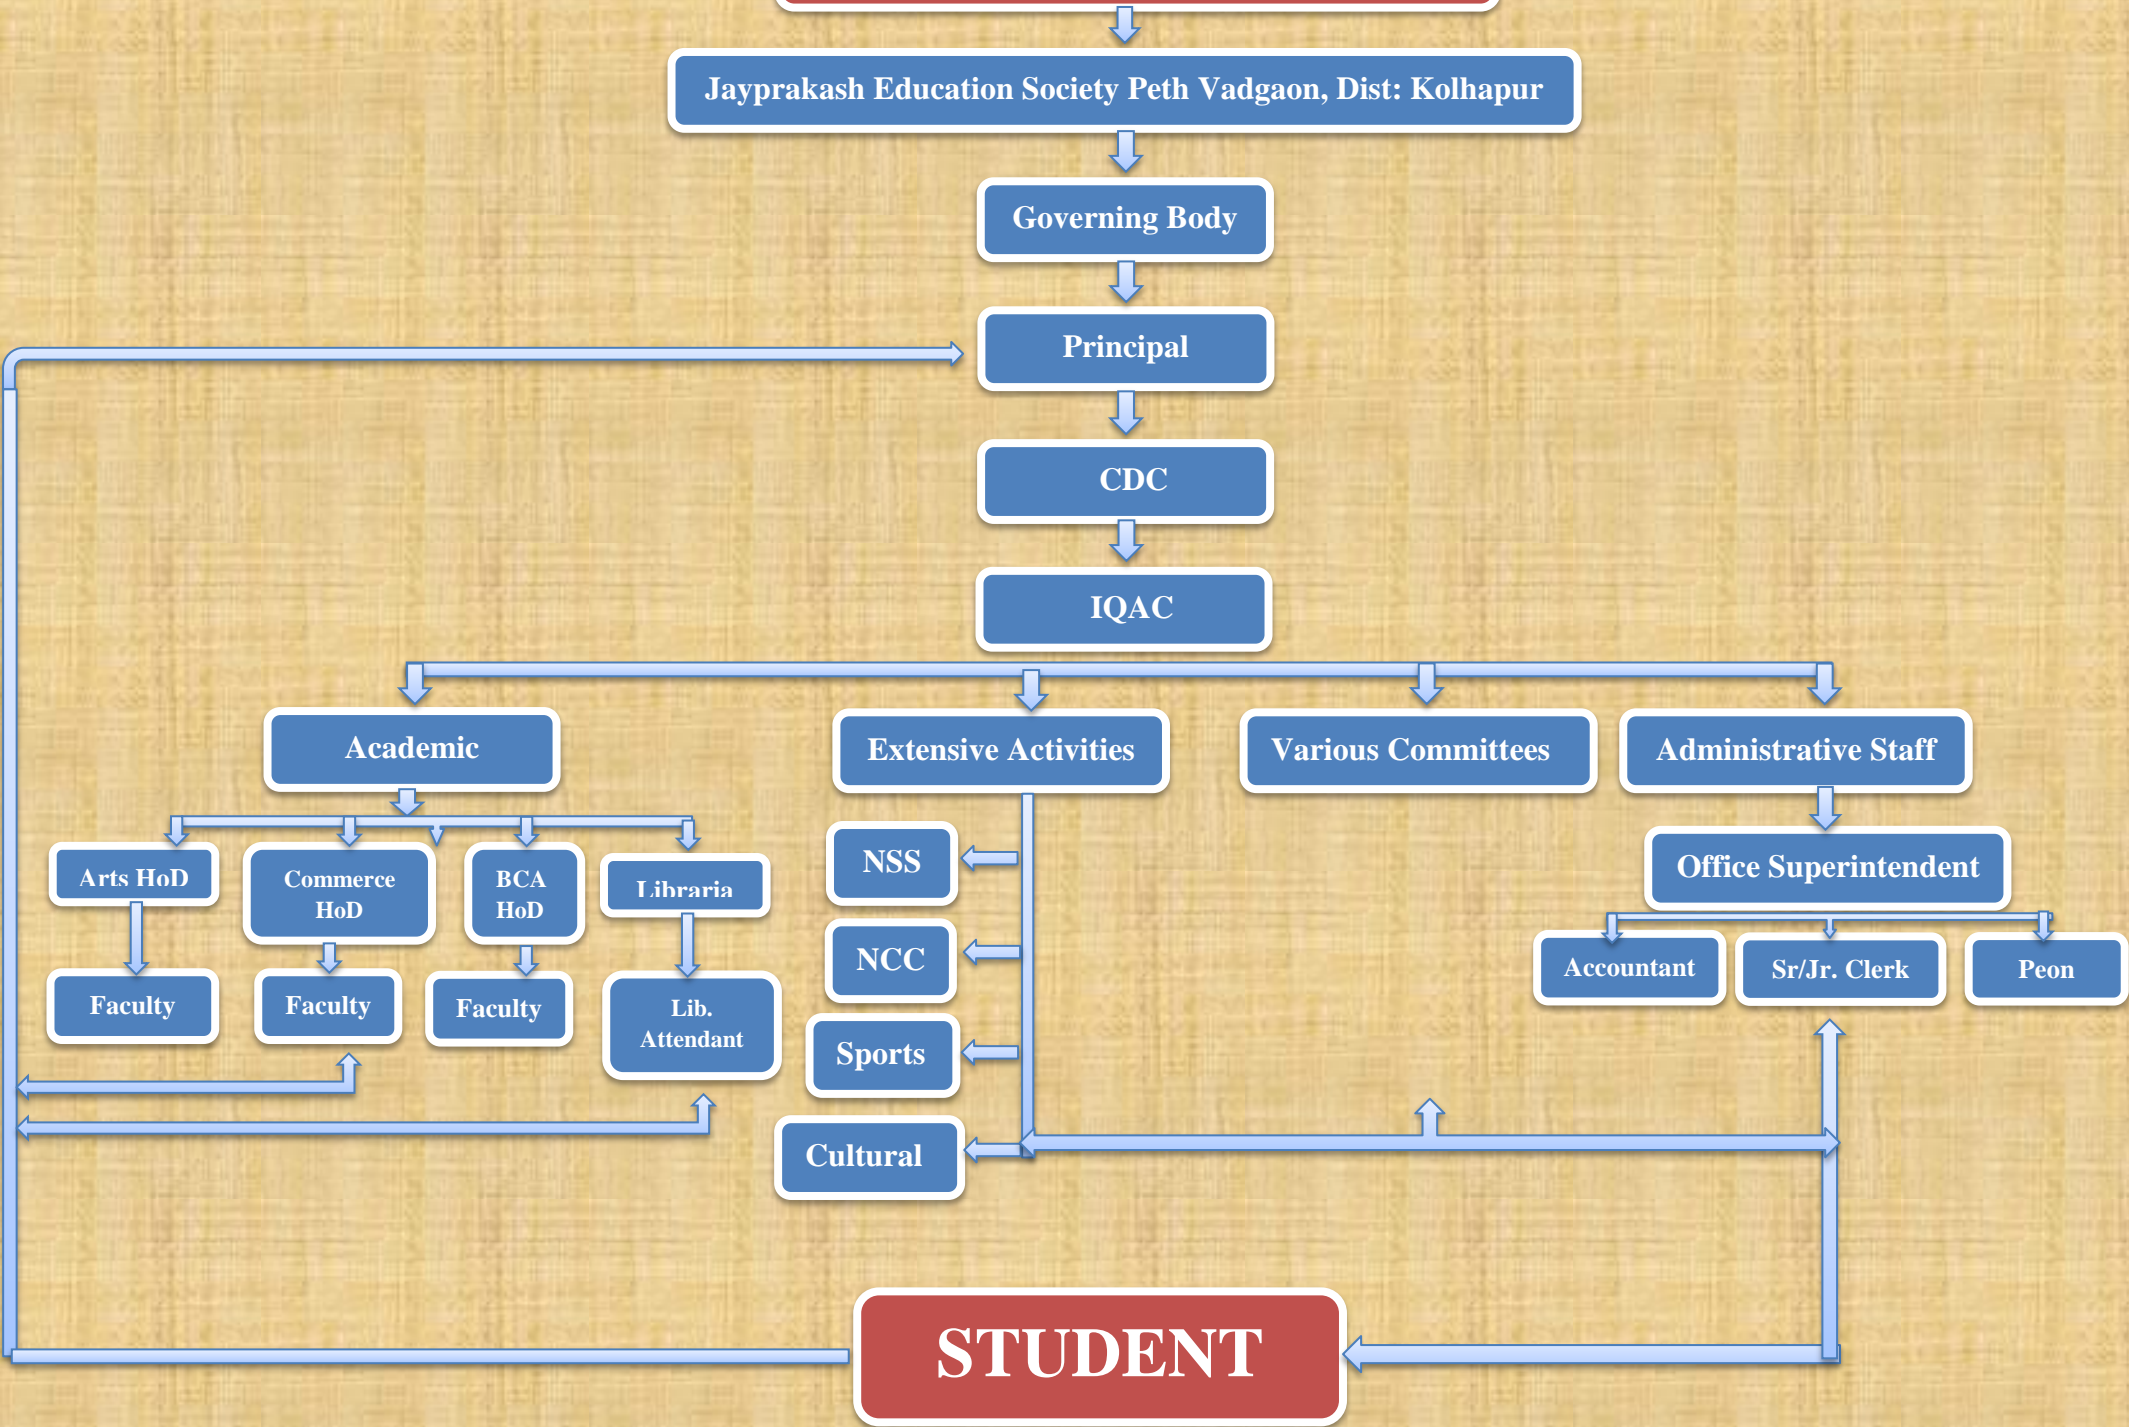 Jayprakash Education Society Peth Vadgaon, Dist: Kolhapur
Governing Body
Principal
CDC
IQAC
Academic
Extensive Activities
Various Committees
Administrative Staff
Arts HoD
Commerce
HoD
BCA
HoD
Libraria
NSS
Office Superintendent
NCC
Accountant
Sr/Jr. Clerk
Peon
Faculty
Faculty
Faculty
Lib.
Attendant
Sports
Cultural
STUDENT